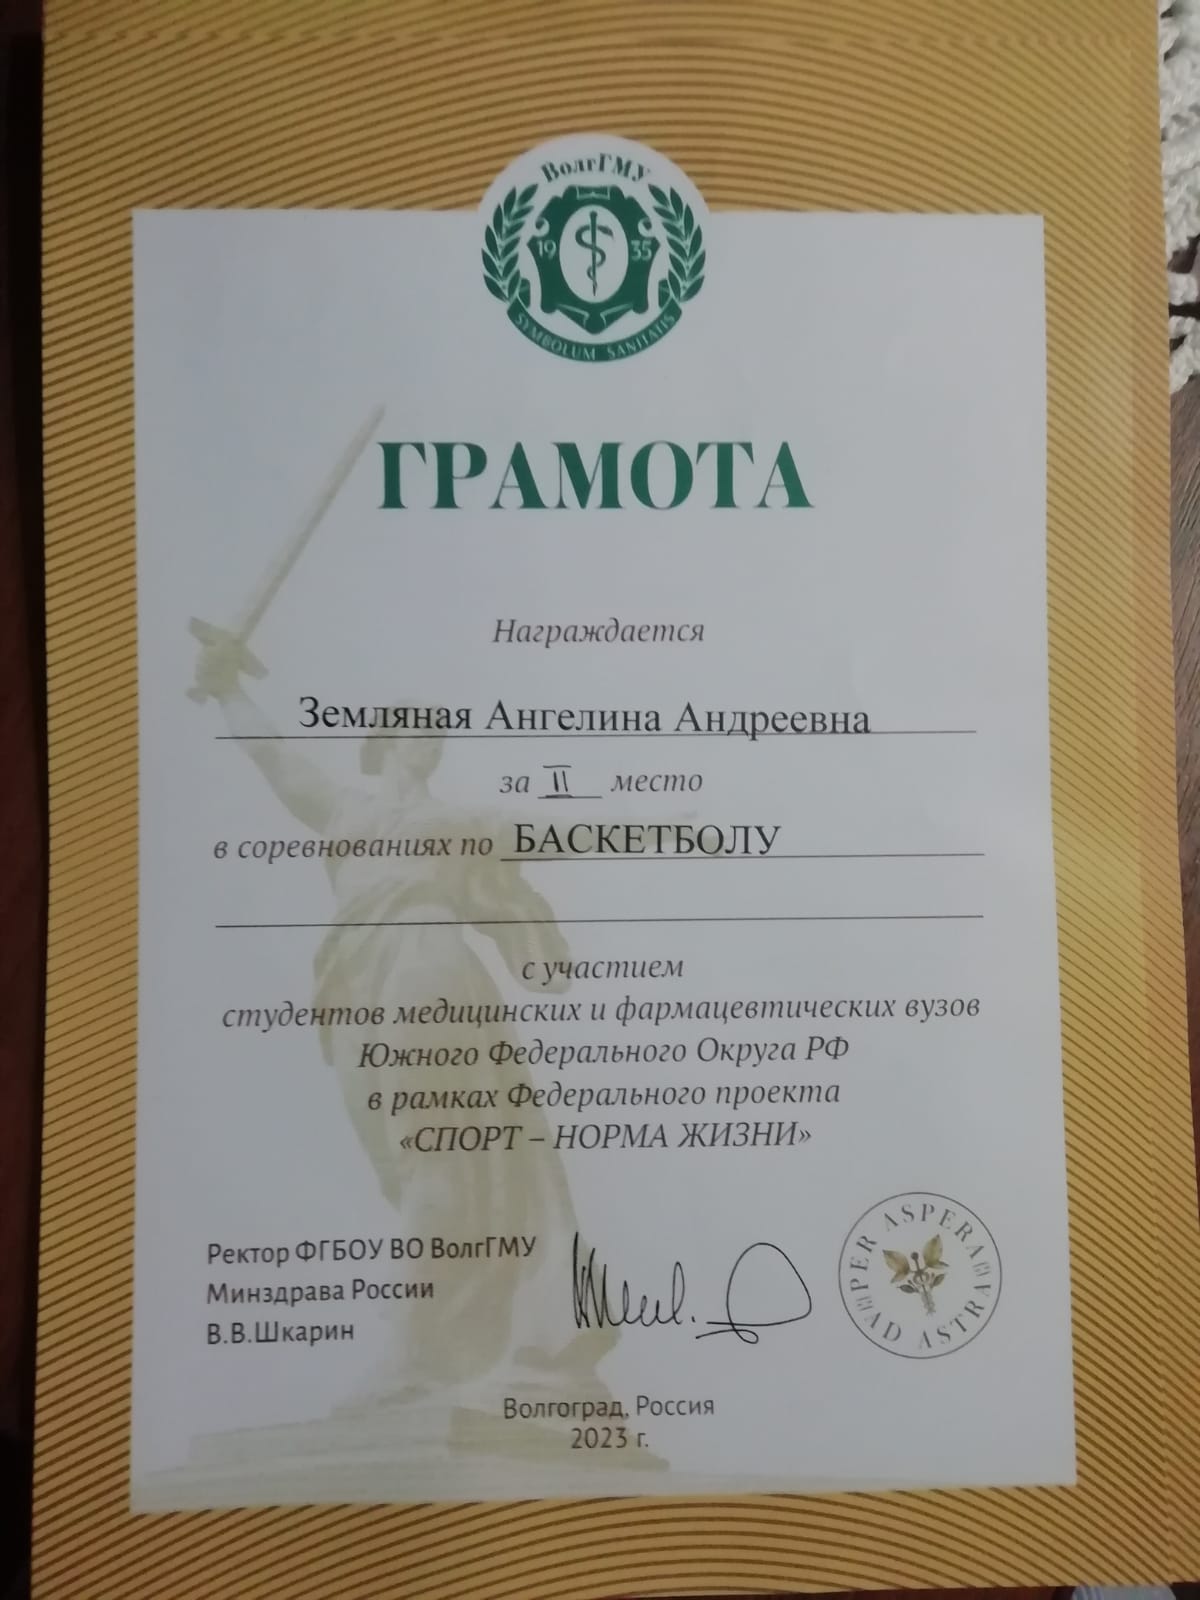 ВолгГМУ
19 35
SYMBOLUM SANITATIS
ГРАМОТА
Награждается
Земляная Ангелина Андреевна
за II место
в соревнованиях по БАСКЕТБОЛУ
с участием
студентов медицинских и фармацевтических вузов
Южного Федерального Округа РФ
в рамках Федерального проекта
«СПОРТ – НОРМА ЖИЗНИ»
Ректор ФГБОУ ВО ВолгГМУ
Минздрава России
В.В.Шкарин
PER ASPERA
AD ASTRA
Волгоград, Россия
2023 г.